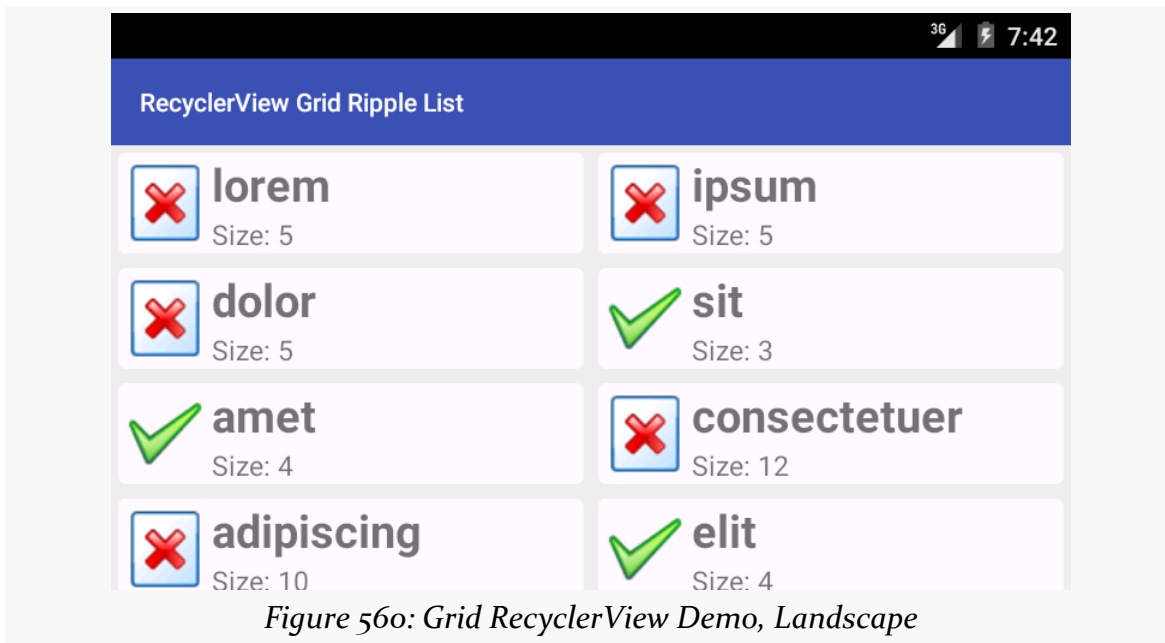 3G 7:42
RecyclerView Grid Ripple List
lorem
Size: 5
ipsum
Size: 5
dolor
Size: 5
sit
Size: 3
amet
Size: 4
consectetuer
Size: 12
adipiscing
Size: 10
elit
Size: 4
Figure 560: Grid RecyclerView Demo, Landscape